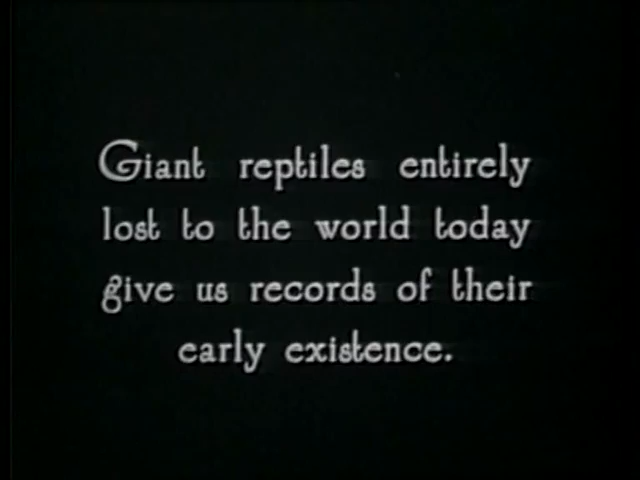 Giant reptiles entirely
lost to the world today
give us records of their
early existence.